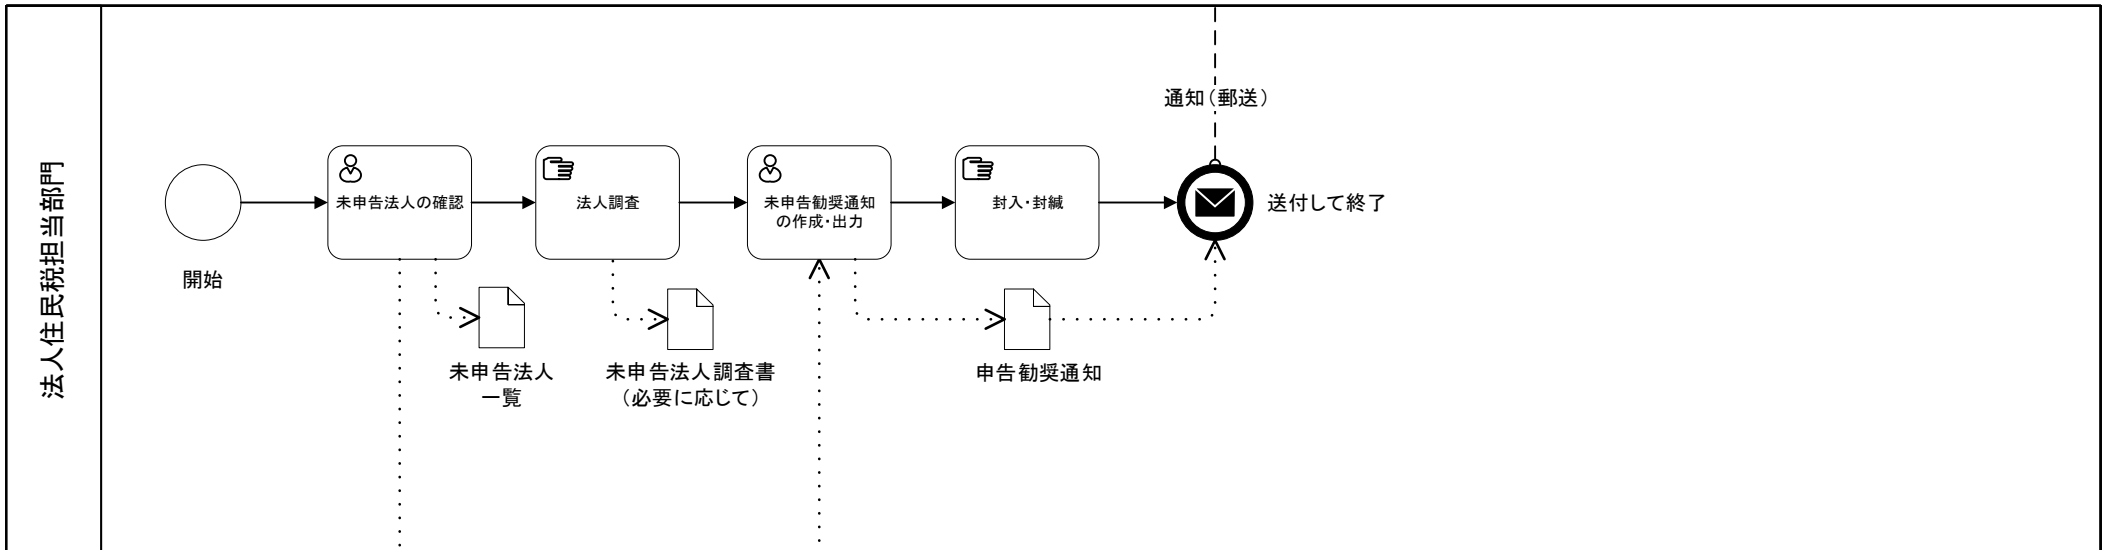 法人住民税担当部門
通知(郵送)
開始
未申告法人の確認
法人調査
未申告勧奨通知
の作成・出力
封入・封緘
送付して終了
未申告法人
一覧
未申告法人調査書
(必要に応じて)
申告勧奨通知